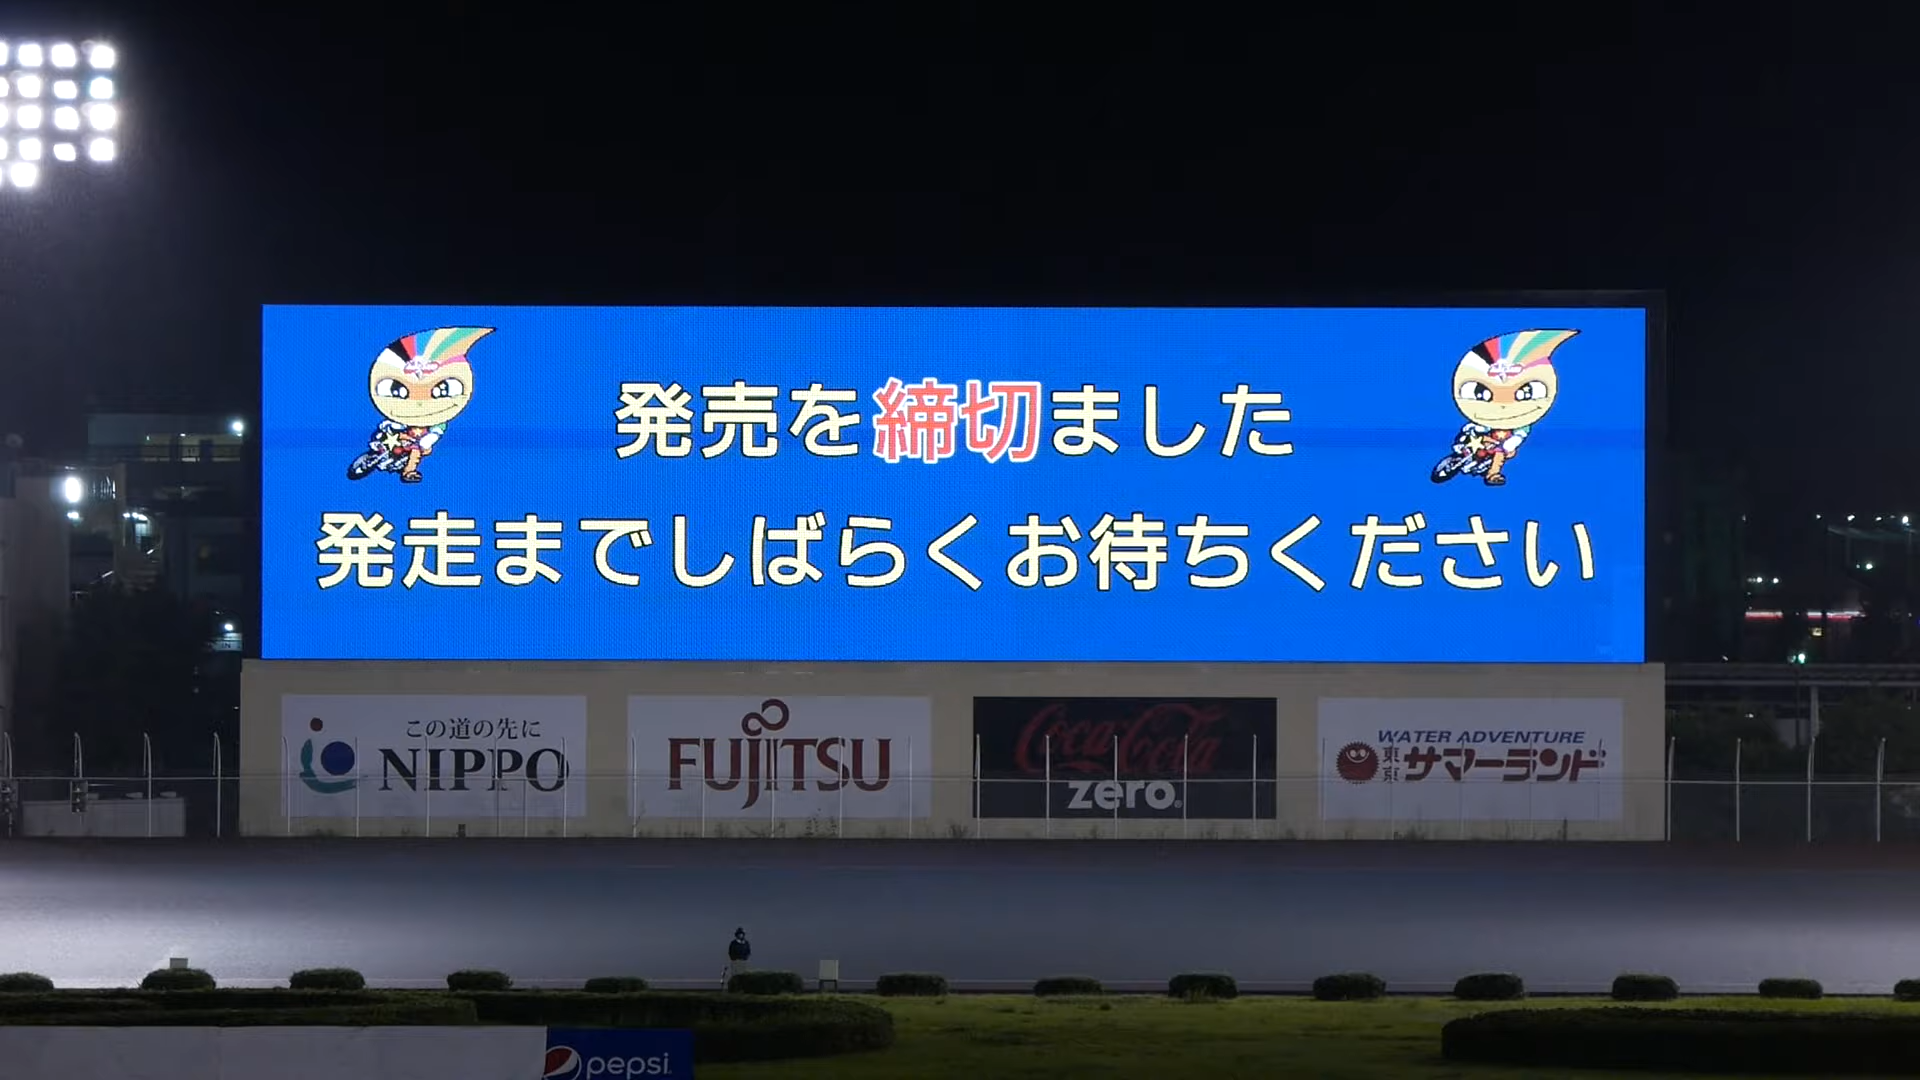 発売を締切ました
発走までしばらくお待ちください
この道の先に
NIPPO
FUJITSU
Coca-Cola
zero
WATER ADVENTURE
東京サマーランド
pepsi